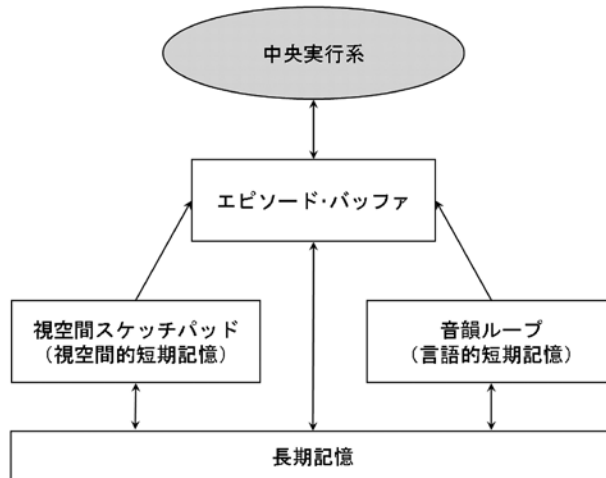 中央実行系
エピソード・バッファ
視空間スケッチパッド
（視空間的短期記憶）
音韻ループ
（言語的短期記憶）
長期記憶